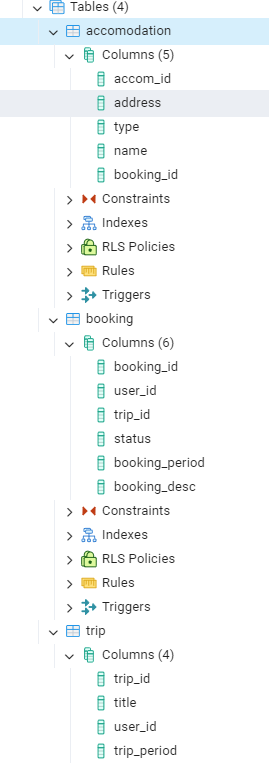 Tables (4)
accomodation
Columns (5)
accom_id
address
type
name
booking_id
Constraints
Indexes
RLS Policies
Rules
Triggers
booking
Columns (6)
booking_id
user_id
trip_id
status
booking_period
booking_desc
Constraints
Indexes
RLS Policies
Rules
Triggers
trip
Columns (4)
trip_id
title
user_id
trip_period